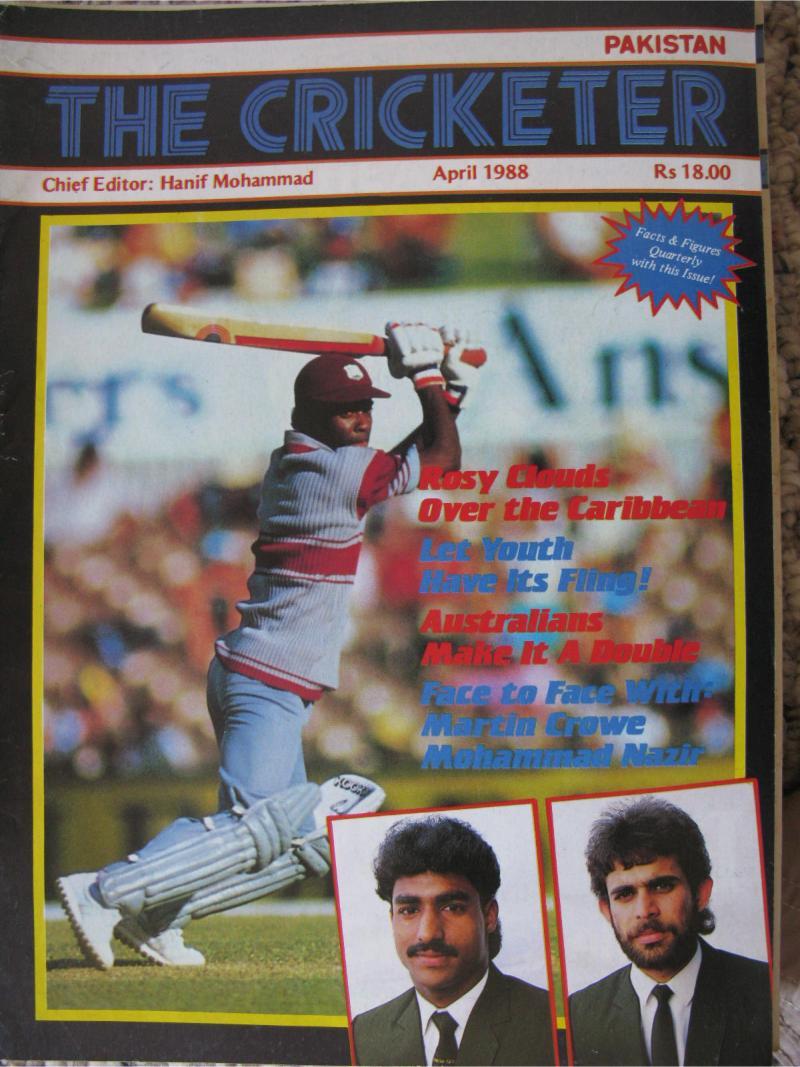 PAKISTAN
THE CRICKETER
Chief Editor: Hanif Mohammad April 1988 Rs 18.00
Facts & Figures
Quarterly
with this Issue!
Rosy Clouds
Over the Caribbean
Let Youth
Have Its Fling!
Australians
Make It A Double
Face to Face With:
Martin Crowe
Mohammad Nazir